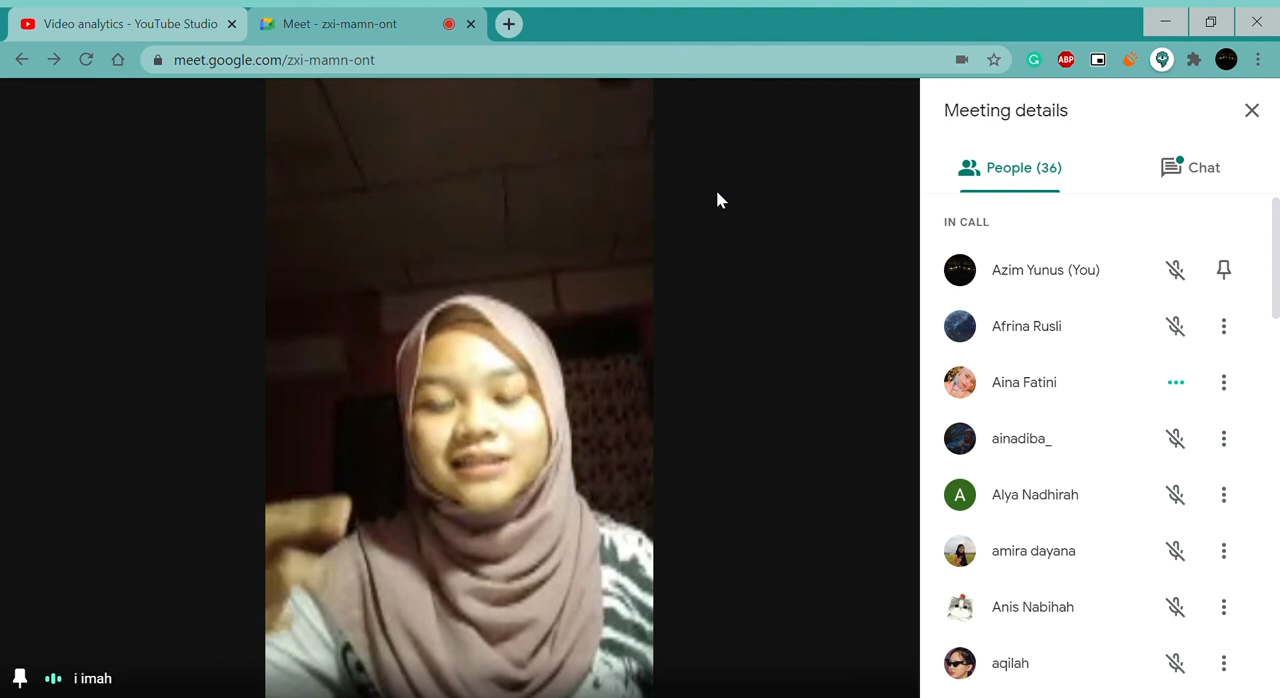 Video analytics - YouTube Studio
Meet - zxi-mamn-ont
meet.google.com/zxi-mamn-ont
ABP
Meeting details
People (36)
Chat
IN CALL
Azim Yunus (You)
Afrina Rusli
Aina Fatini
ainadiba_
A
Alya Nadhirah
amira dayana
Anis Nabihah
aqilah
i imah